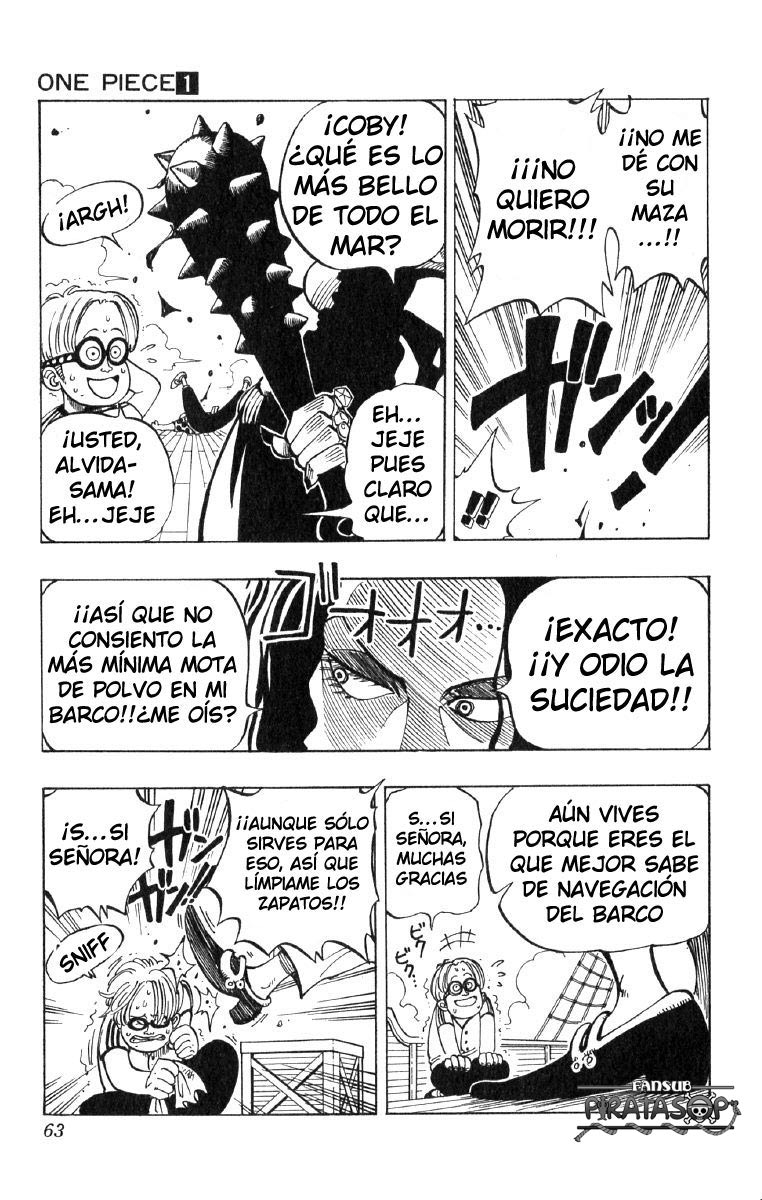 ONE PIECE 1
¡¡NO ME
DÉ CON
SU
MAZA
...!!
¡¡¡NO
QUIERO
MORIR!!!
ガンッ!!
¡COBY!
¿QUÉ ES LO
MÁS BELLO
DE TODO EL
MAR?
¡ARGH!
EH...JEJE
PUES
CLARO
QUE...
¡USTED,
ALVIDA-
SAMA!
EH...JEJE
¡EXACTO!
¡¡Y ODIO LA
SUCIEDAD!!
ゴオオオ...
¡¡ASÍ QUE NO
CONSIENTO LA
MÁS MÍNIMA MOTA
DE POLVO EN MI
BARCO!!¿ME OÍS?
AÚN VIVES
PORQUE ERES EL
QUE MEJOR SABE
DE NAVEGACIÓN
DEL BARCO
S...SI
SEÑORA,
MUCHAS
GRACIAS
ビクビク...
¡¡AUNQUE SÓLO
SIRVES PARA
ESO, ASÍ QUE
LÍMPIAME LOS
ZAPATOS!!
ガン
ガン!!
¡S...SI
SEÑORA!
SNIFF
FANSUB
PIRATASOP
63